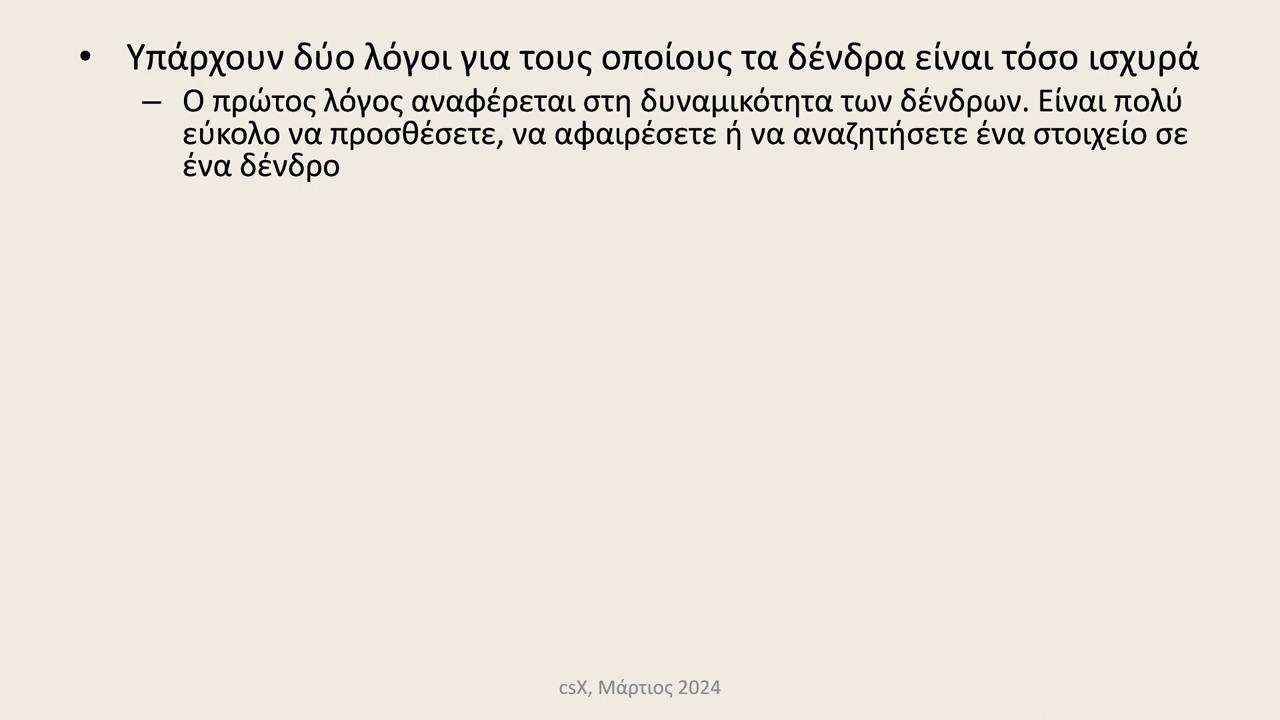 • Υπάρχουν δύο λόγοι για τους οποίους τα δένδρα είναι τόσο ισχυρά
– Ο πρώτος λόγος αναφέρεται στη δυναμικότητα των δένδρων. Είναι πολύ
εύκολο να προσθέσετε, να αφαιρέσετε ή να αναζητήσετε ένα στοιχείο σε
ένα δένδρο
csX, Μάρτιος 2024